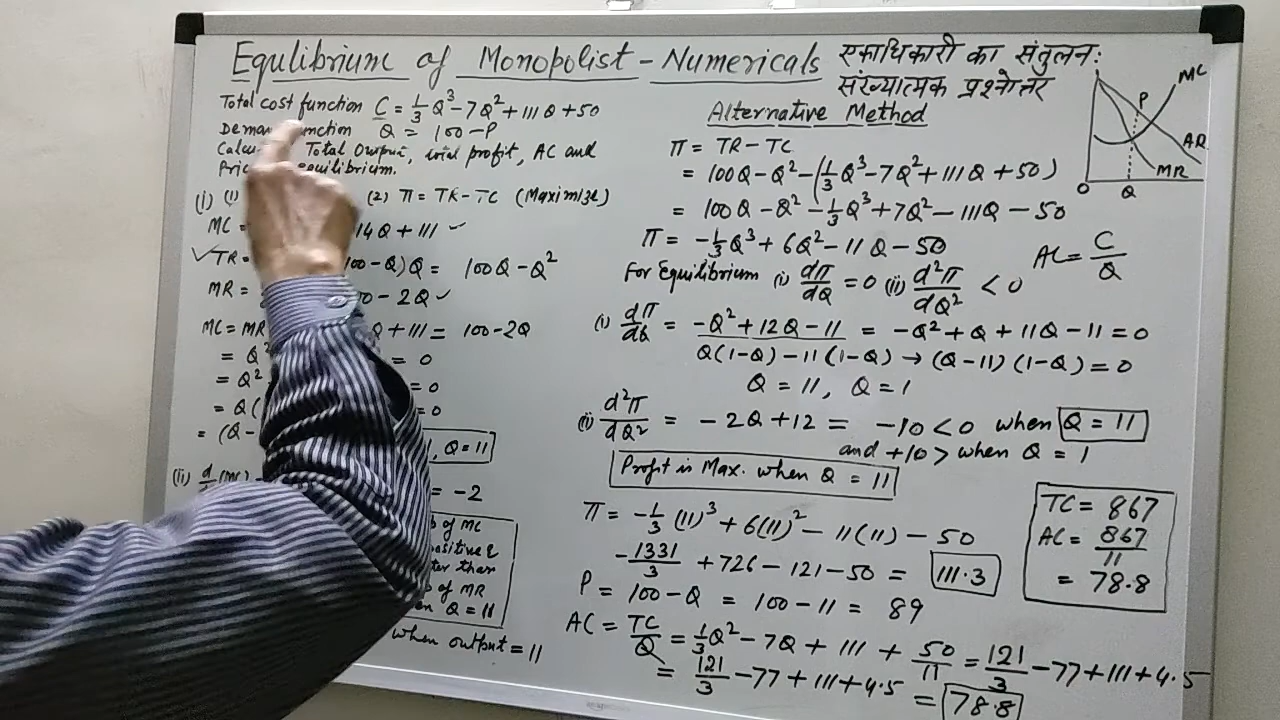 Equlibrium of Monopolist - Numericals
एकाधिकारी का संतुलन:
संख्यात्मक प्रश्नोत्तर
Total cost function C = 1/3 Q³ - 7Q² + 111Q + 50
Q = 100 - P
Total Output, total profit, AC and
equilibrium.
(i) (1) (2) π = TR - TC (Maximize)
MC = 14Q + 111 ✓
✓ TR = 100 - Q) Q = 100Q - Q²
MR = - 2Q ✓
MC = MR Q + 111 = 100 - 2Q
= Q² = 0
= Q² = 0
= Q( = 0
= (Q - , Q = 11
(ii) d (MC) = -2
of MC
positive &
than
of MR
Q = 11
when output = 11
Alternative Method
π = TR - TC
= 100Q - Q² - (1/3 Q³ - 7Q² + 111Q + 50)
= 100Q - Q² - 1/3 Q³ + 7Q² - 111Q - 50
π = -1/3 Q³ + 6Q² - 11Q - 50
For Equilibrium (i) dπ/dQ = 0 (ii) d²π/dQ² < 0
AC = C/Q
(i) dπ/dQ = -Q² + 12Q - 11 = -Q² + Q + 11Q - 11 = 0
Q(1-Q) - 11(1-Q) → (Q-11)(1-Q) = 0
Q = 11, Q = 1
(ii) d²π/dQ² = -2Q + 12 = -10 < 0 when Q = 11
and +10 > when Q = 1
Profit is Max. when Q = 11
π = -1/3 (11)³ + 6(11)² - 11(11) - 50
-1331/3 + 726 - 121 - 50 = 111.3
P = 100 - Q = 100 - 11 = 89
AC = TC/Q = 1/3 Q² - 7Q + 111 + 50/11 = 121/3 - 77 + 111 + 4.5
= 121/3 - 77 + 111 + 4.5
= 78.8
TC = 867
AC = 867/11
= 78.8
MC
P
AR
MR
O
Q